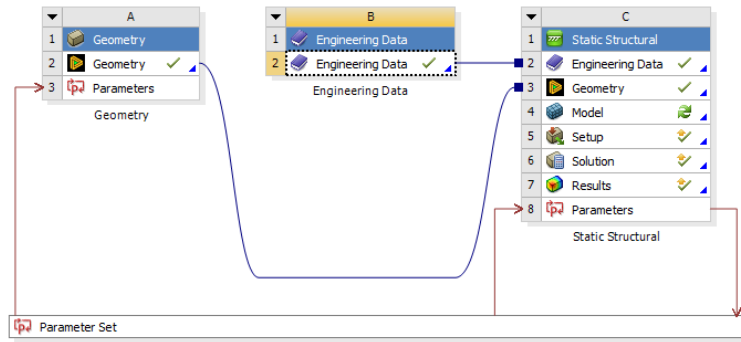 A
1 Geometry
2 Geometry
3 Parameters
Geometry
B
1 Engineering Data
2 Engineering Data
Engineering Data
C
1 Static Structural
2 Engineering Data
3 Geometry
4 Model
5 Setup
6 Solution
7 Results
8 Parameters
Static Structural
Parameter Set